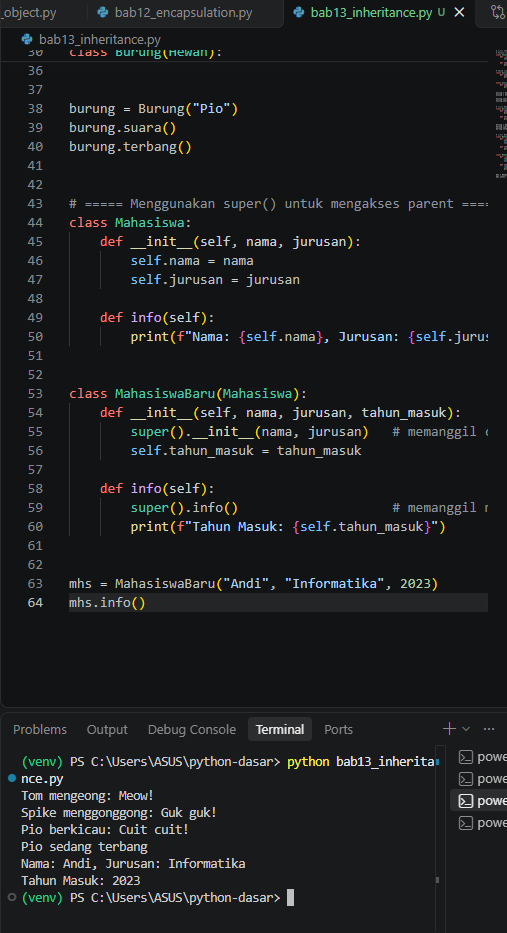 _object.py bab12_encapsulation.py bab13_inheritance.py U
bab13_inheritance.py
30 class Burung(Hewan):
36
37
38 burung = Burung("Pio")
39 burung.suara()
40 burung.terbang()
41
42
43 # ===== Menggunakan super() untuk mengakses parent ====
44 class Mahasiswa:
45 def __init__(self, nama, jurusan):
46 self.nama = nama
47 self.jurusan = jurusan
48
49 def info(self):
50 print(f"Nama: {self.nama}, Jurusan: {self.jurus
51
52
53 class MahasiswaBaru(Mahasiswa):
54 def __init__(self, nama, jurusan, tahun_masuk):
55 super().__init__(nama, jurusan) # memanggil
56 self.tahun_masuk = tahun_masuk
57
58 def info(self):
59 super().info() # memanggil
60 print(f"Tahun Masuk: {self.tahun_masuk}")
61
62
63 mhs = MahasiswaBaru("Andi", "Informatika", 2023)
64 mhs.info()
Problems Output Debug Console Terminal Ports
(venv) PS C:\Users\ASUS\python-dasar> python bab13_inherita
nce.py
Tom mengeong: Meow!
Spike menggonggong: Guk guk!
Pio berkicau: Cuit cuit!
Pio sedang terbang
Nama: Andi, Jurusan: Informatika
Tahun Masuk: 2023
(venv) PS C:\Users\ASUS\python-dasar>
powe
powe
powe
powe